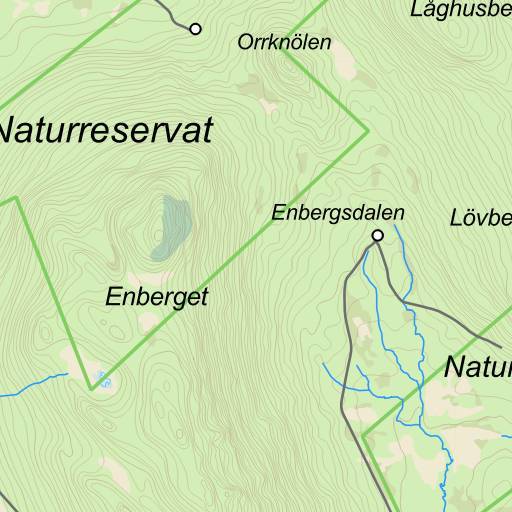 Låghusbe
Orrknölen
Naturreservat
Enbergsdalen
Lövbe
Enberget
Natur